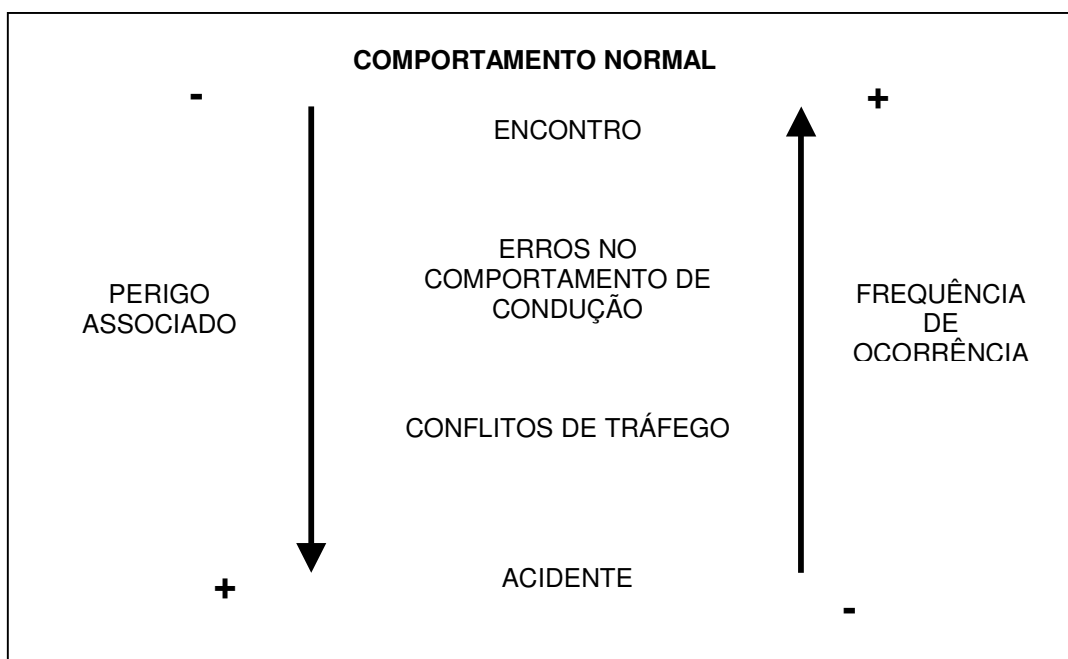 COMPORTAMENTO NORMAL
-
+
ENCONTRO
ERROS NO
COMPORTAMENTO DE
CONDUÇÃO
PERIGO
ASSOCIADO
FREQUÊNCIA
DE
OCORRÊNCIA
CONFLITOS DE TRÁFEGO
+
ACIDENTE
-